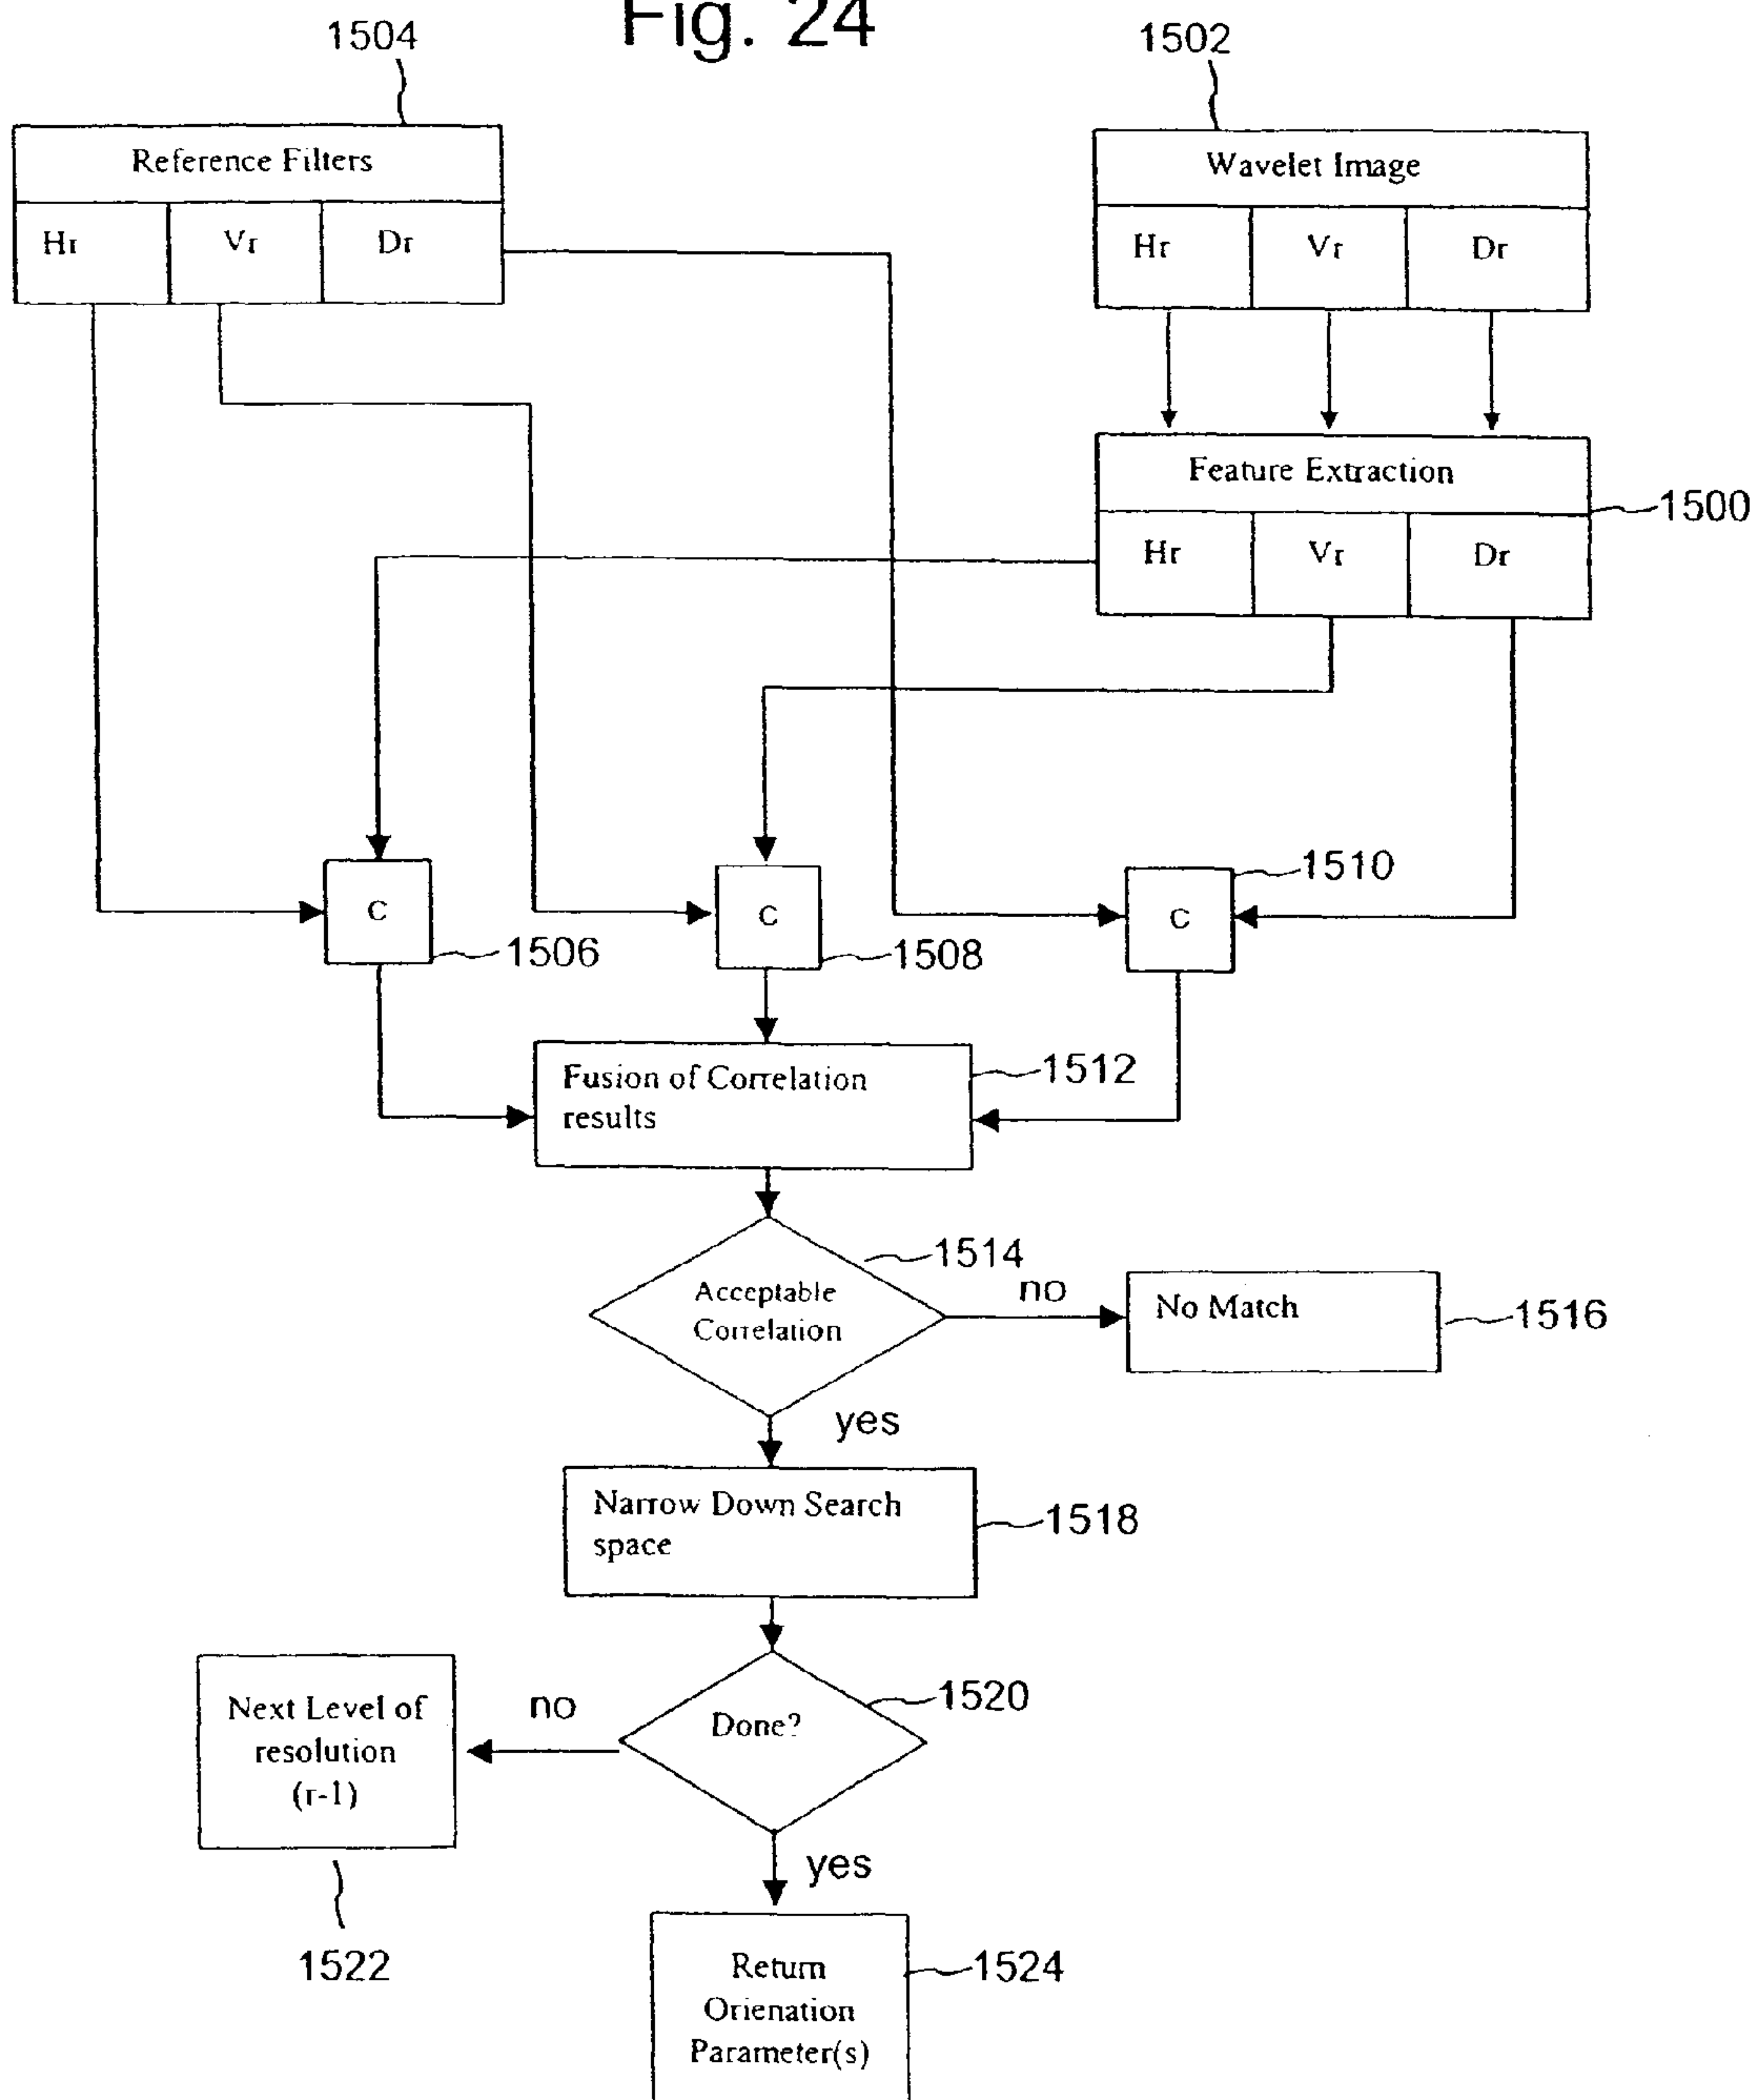 Fig. 24
1504
1502
Reference Filters
Hr Vr Dr
Wavelet Image
Hr Vr Dr
Feature Extraction
1500
Hr Vr Dr
C
1506
C
1508
C
1510
Fusion of Correlation
results
1512
Acceptable
Correlation
1514
no
No Match
1516
yes
Narrow Down Search
space
1518
Done?
1520
no
Next Level of
resolution
(r-1)
1522
yes
Return
Orienation
Parameter(s)
1524